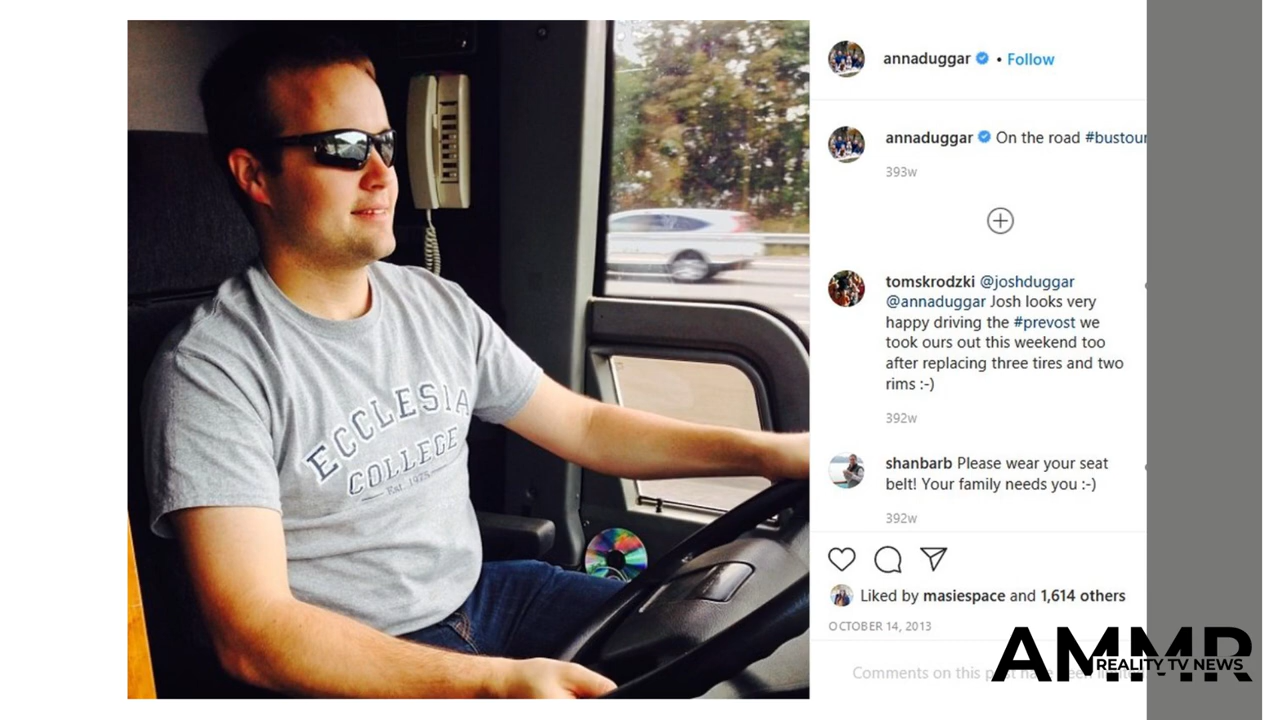 annaduggar • Follow
annaduggar On the road #bustour
393w
tomskrodzki @joshduggar
@annaduggar Josh looks very
happy driving the #prevost we
took ours out this weekend too
after replacing three tires and two
rims :-)
392w
shanbarb Please wear your seat
belt! Your family needs you :-)
392w
Liked by masiespace and 1,614 others
OCTOBER 14, 2013
Comments on this post have been
ECCLESIA
COLLEGE
Est. 1975
AMMR
REALITY TV NEWS